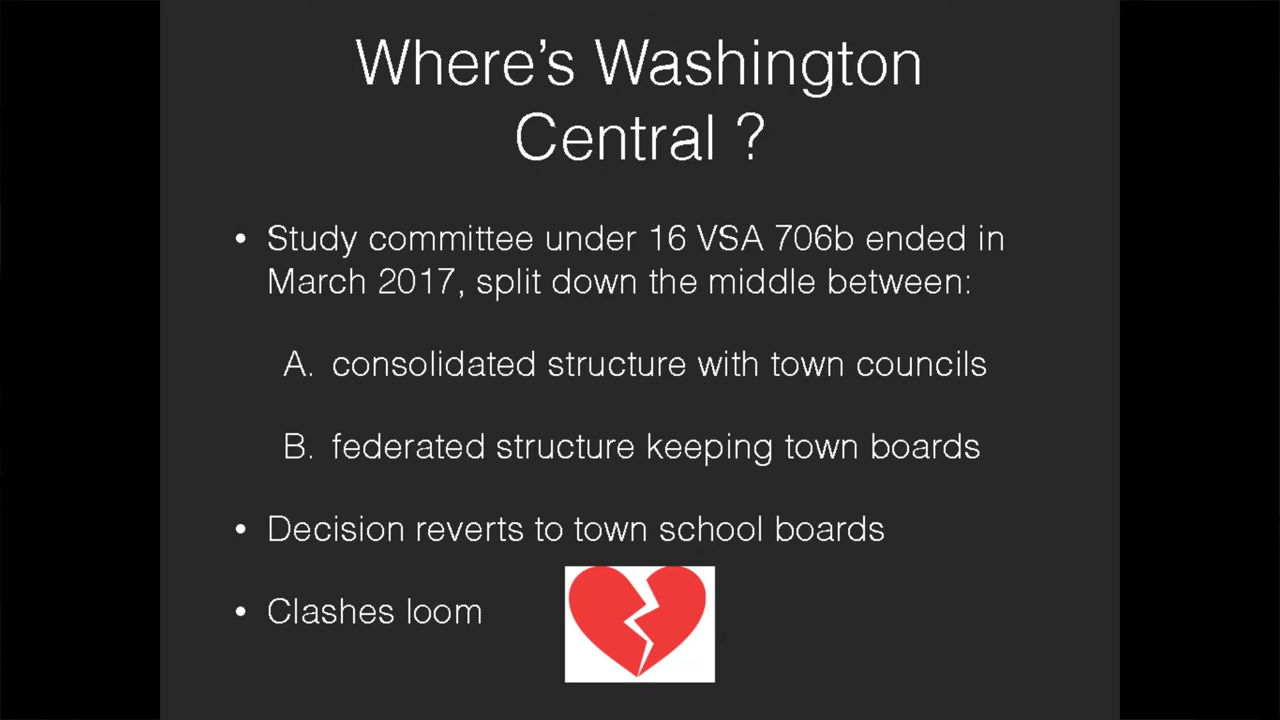 Where's Washington
Central ?
• Study committee under 16 VSA 706b ended in
March 2017, split down the middle between:
A. consolidated structure with town councils
B. federated structure keeping town boards
• Decision reverts to town school boards
• Clashes loom